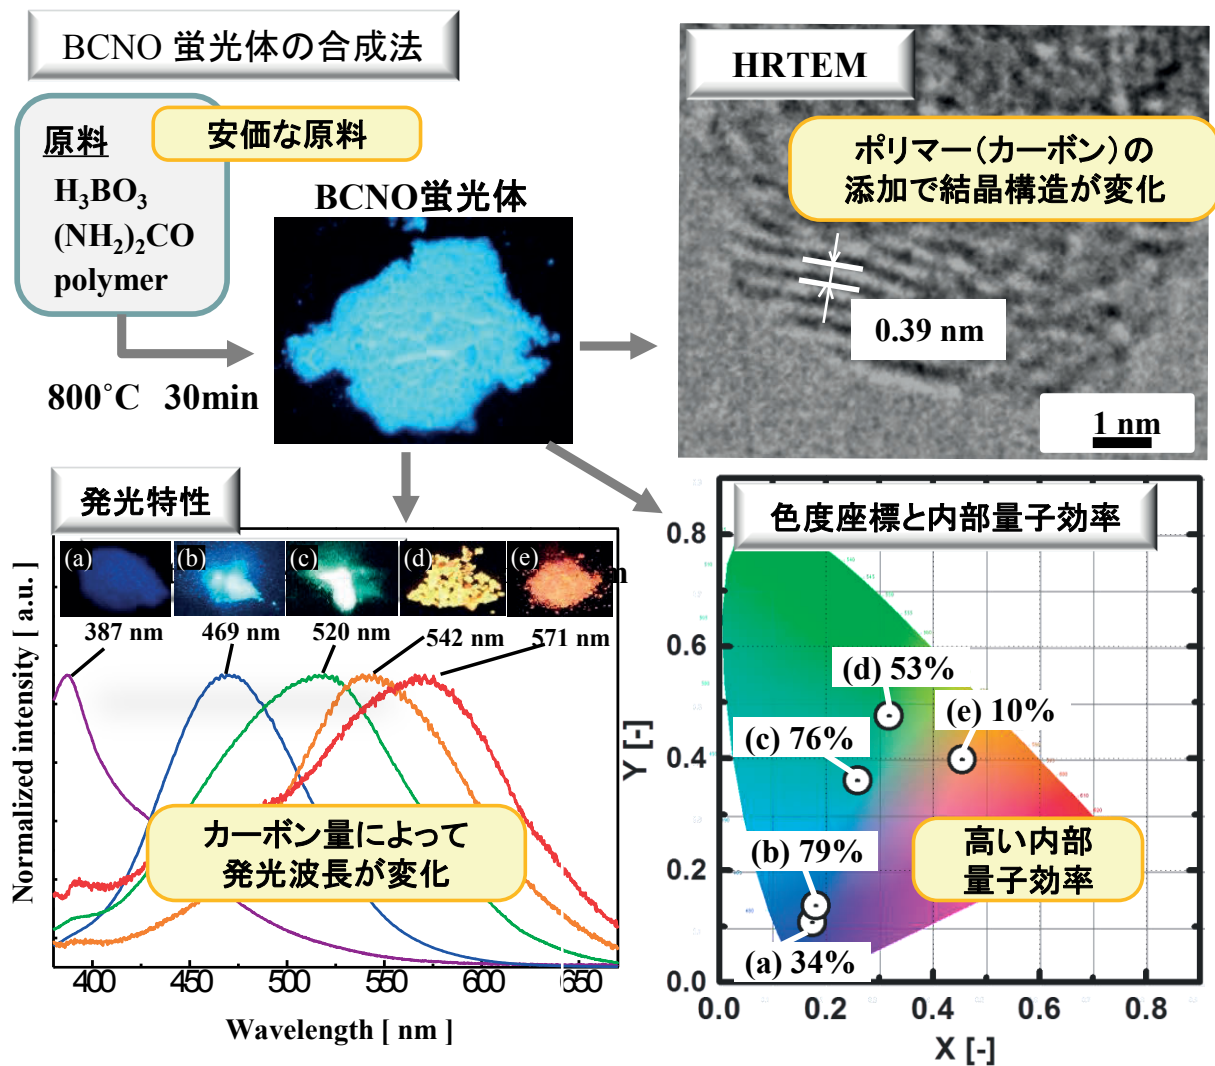 BCNO 蛍光体の合成法
原料
安価な原料
H₃BO₃
(NH₂)₂CO
polymer
800°C 30min
BCNO蛍光体
HRTEM
ポリマー(カーボン)の
添加で結晶構造が変化
0.39 nm
1 nm
発光特性
(a)
(b)
(c)
(d)
(e)
387 nm
469 nm
520 nm
542 nm
571 nm
カーボン量によって
発光波長が変化
Normalized intensity [ a.u. ]
400
450
500
550
600
650
Wavelength [ nm ]
色度座標と内部量子効率
(d) 53%
(e) 10%
(c) 76%
(b) 79%
(a) 34%
高い内部
量子効率
Y [-]
0.8
0.6
0.4
0.2
0.0
0.0
0.2
0.4
0.6
0.8
X [-]